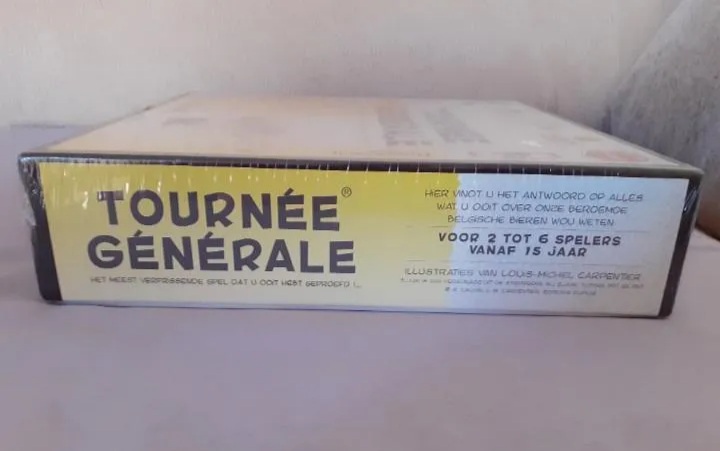 TOURNÉE®
GÉNÉRALE
HET MEEST VERFRISSENDE SPEL DAT U OOIT HEBT GEPROEFD !...
HIER VINDT U HET ANTWOORD OP ALLES
WAT U OOIT OVER ONZE BEROEMDE
BELGISCHE BIEREN WOU WETEN
VOOR 2 TOT 6 SPELERS
VANAF 15 JAAR
ILLUSTRATIES VAN LOUIS-MICHEL CARPENTIER